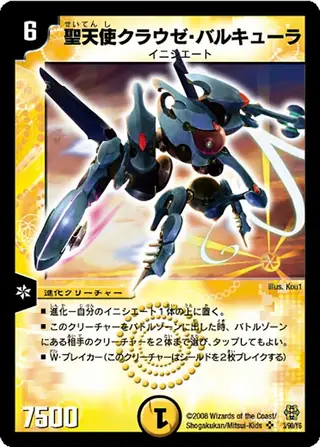 6
せいてんし
聖天使クラウゼ・バルキューラ
イニシエート
illus. Kou1
進化クリーチャー
■ 進化ー自分のイニシエート1体の上に置く。
■ このクリーチャーをバトルゾーンに出した時、バトルゾーン
にある相手のクリーチャーを2体まで選び、タップしてもよい。
■ W・ブレイカー(このクリーチャーはシールドを2枚ブレイクする)
7500
1
©2008 Wizards of the Coast/
Shogakukan/Mitsui-Kids
3/90/Y6